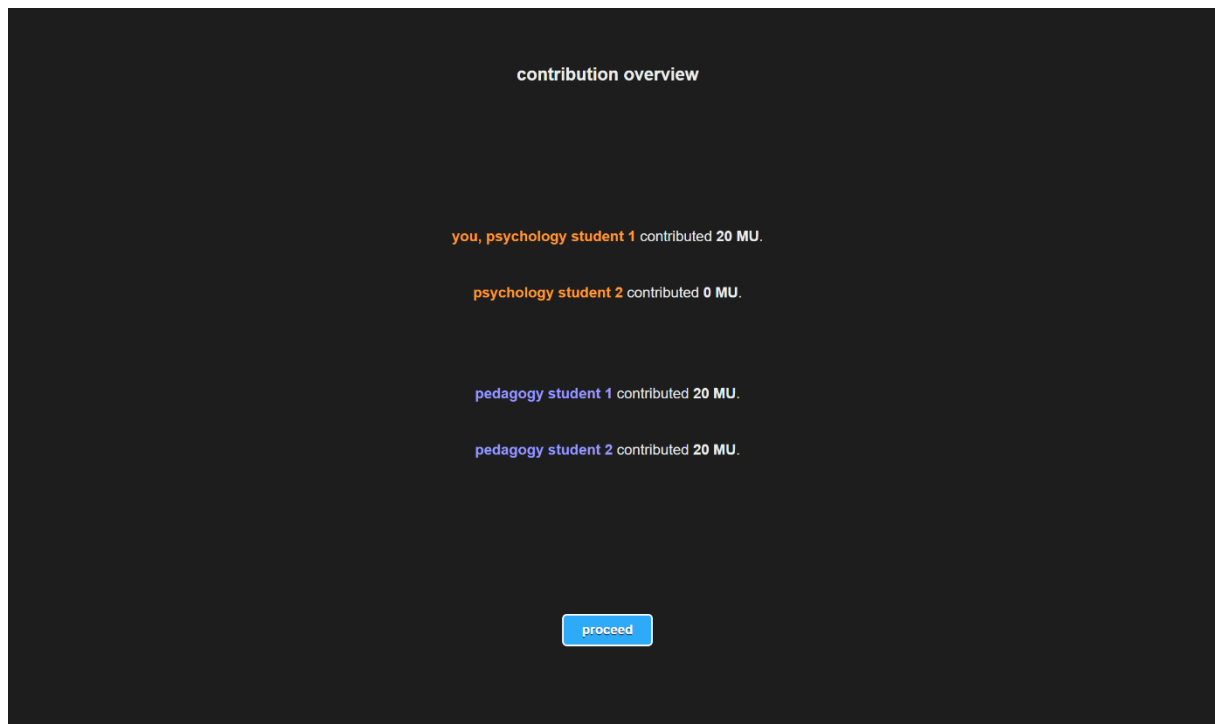 contribution overview
you, psychology student 1 contributed 20 MU.
psychology student 2 contributed 0 MU.
pedagogy student 1 contributed 20 MU.
pedagogy student 2 contributed 20 MU.
proceed